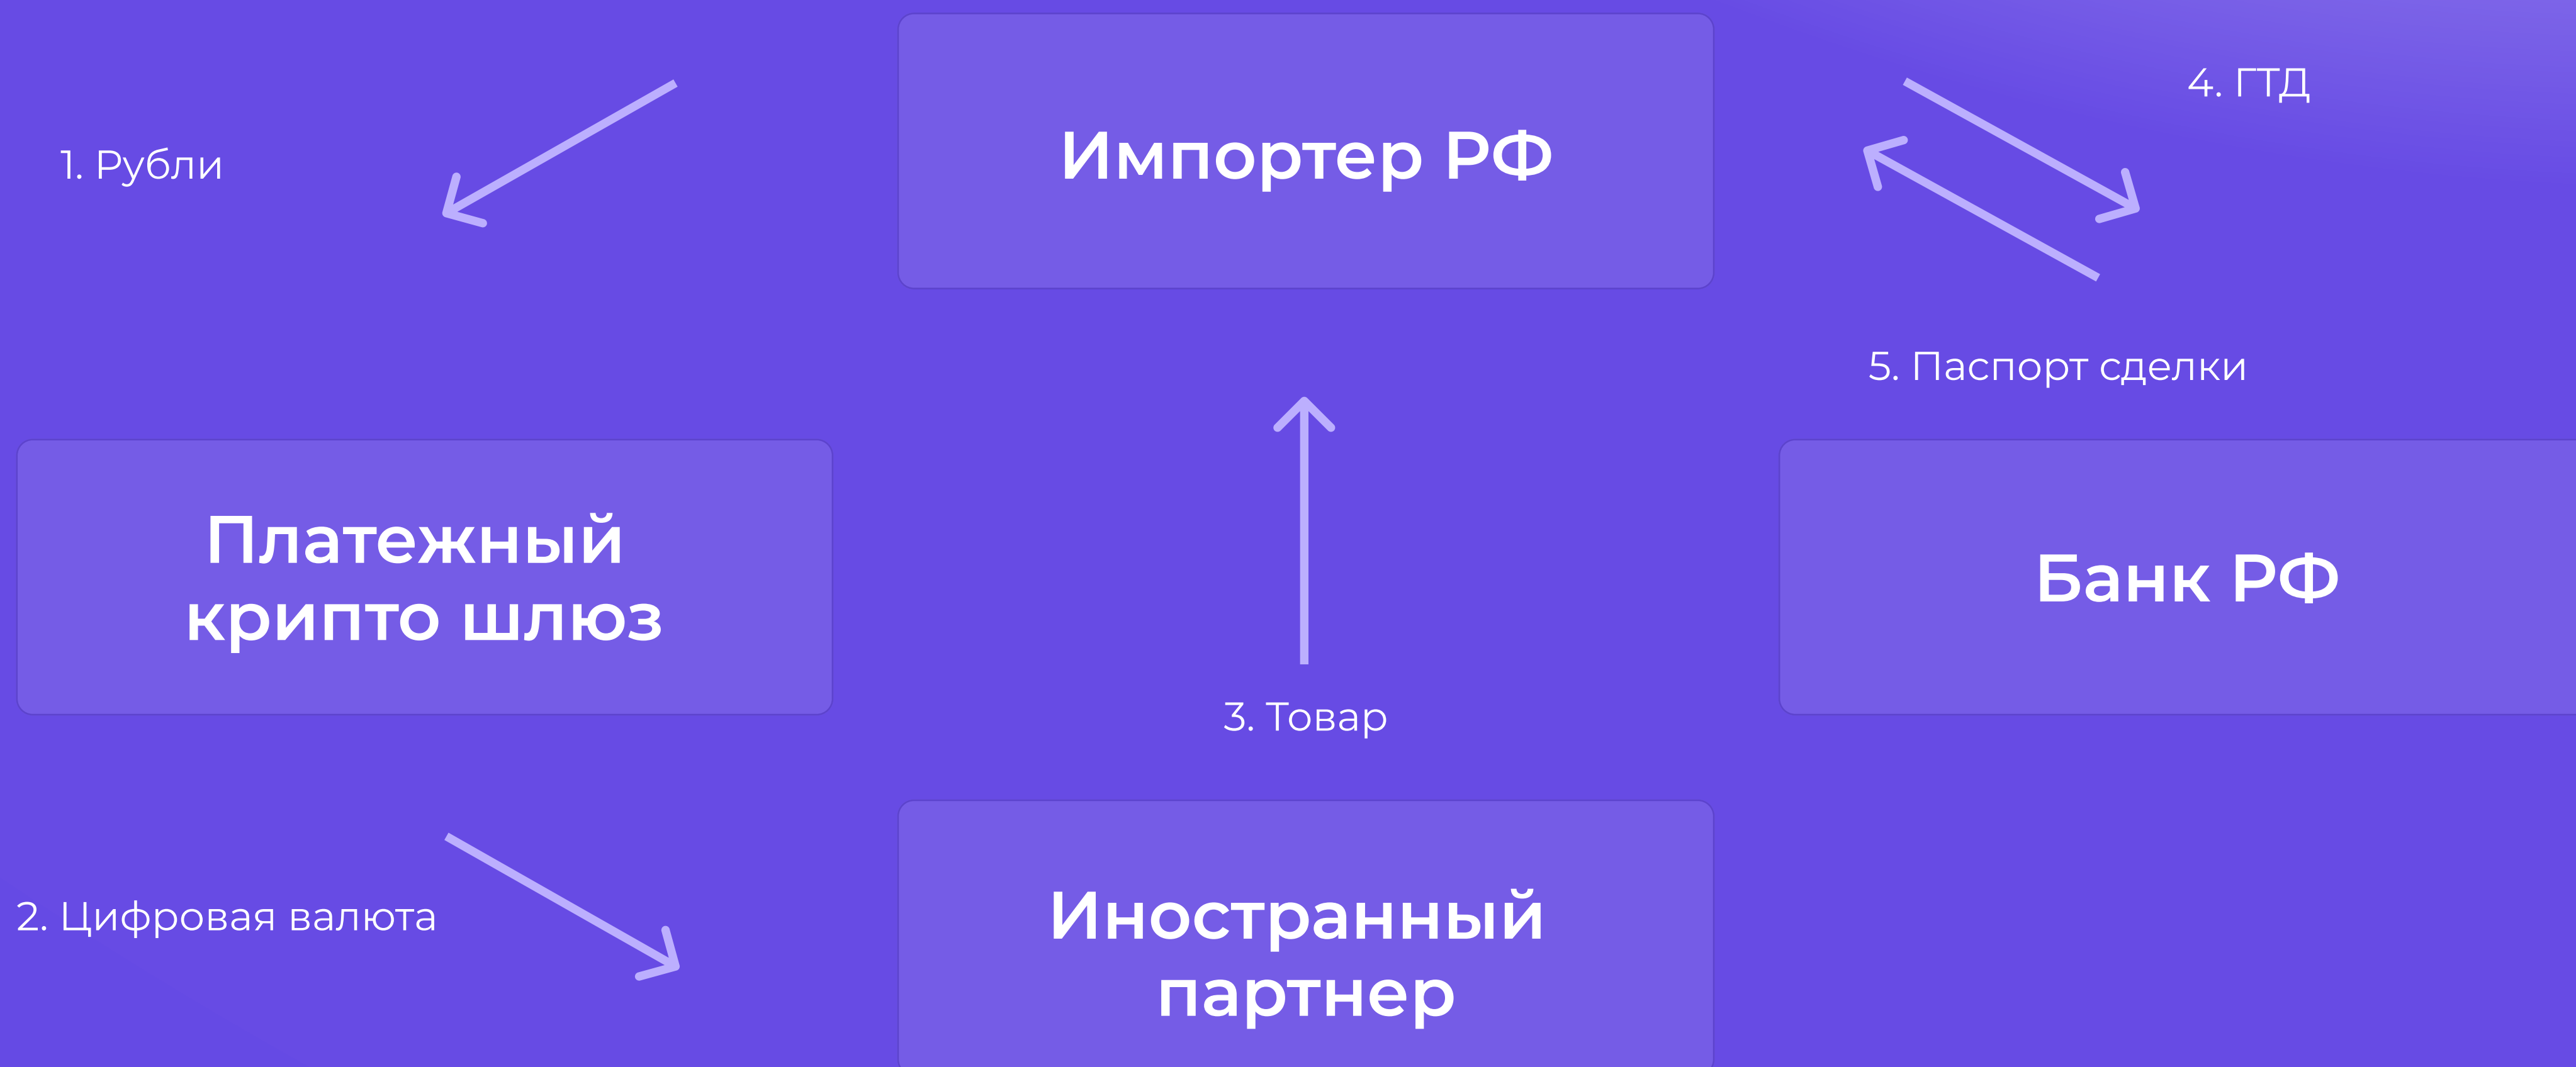 4. ГТД
1. Рубли
Импортер РФ
5. Паспорт сделки
Платежный
крипто шлюз
Банк РФ
3. Товар
2. Цифровая валюта
Иностранный
партнер